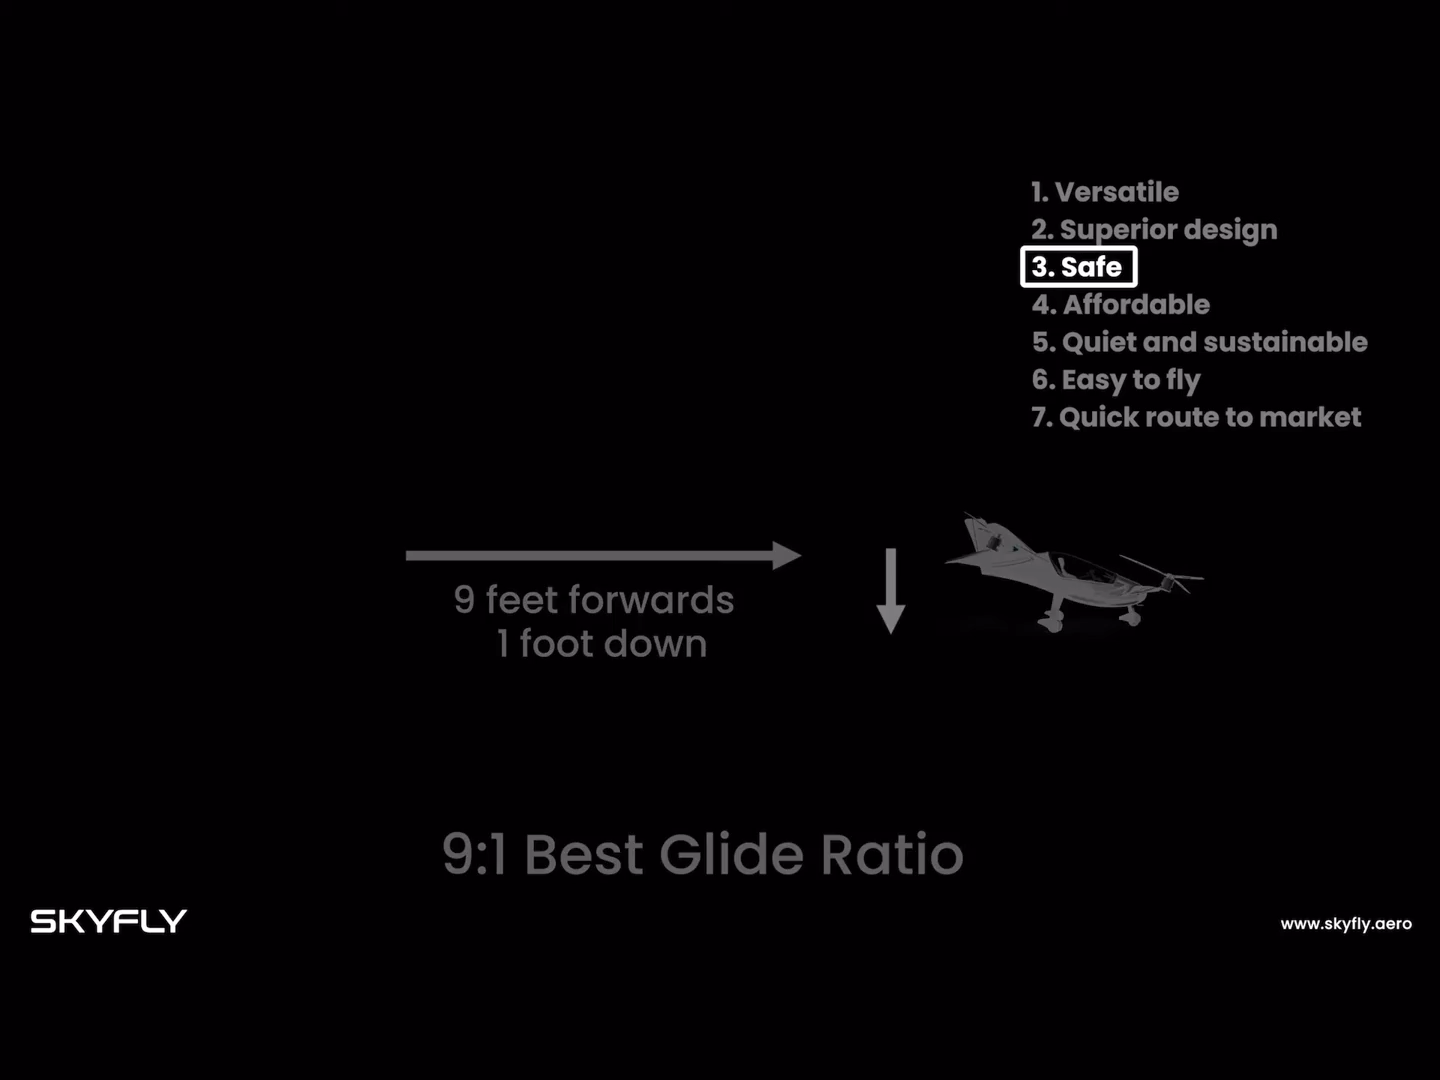 1. Versatile
2. Superior design
3. Safe
4. Affordable
5. Quiet and sustainable
6. Easy to fly
7. Quick route to market
9 feet forwards
1 foot down
9:1 Best Glide Ratio
SKYFLY
www.skyfly.aero